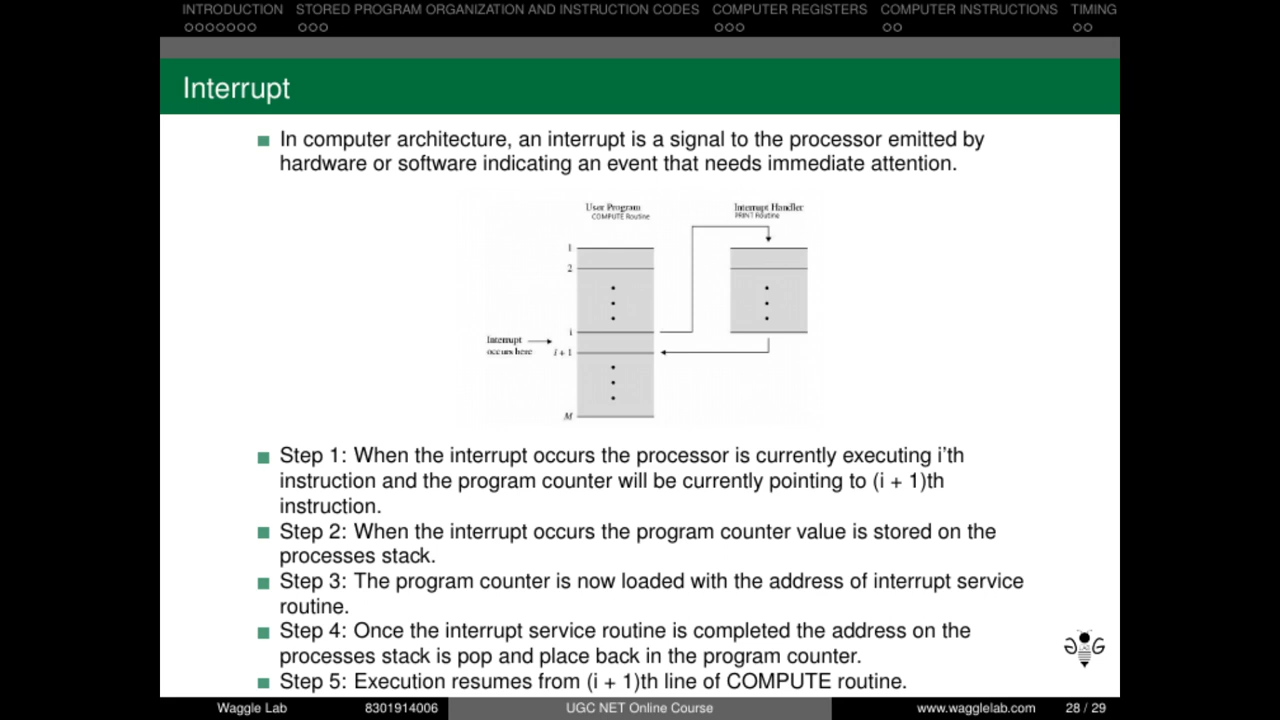 INTRODUCTION STORED PROGRAM ORGANIZATION AND INSTRUCTION CODES COMPUTER REGISTERS COMPUTER INSTRUCTIONS TIMING
Interrupt
In computer architecture, an interrupt is a signal to the processor emitted by
hardware or software indicating an event that needs immediate attention.
User Program
COMPUTE Routine
Interrupt Handler
PRINT Routine
1
2
i
Interrupt
occurs here
i + 1
M
Step 1: When the interrupt occurs the processor is currently executing i'th
instruction and the program counter will be currently pointing to (i + 1)th
instruction.
Step 2: When the interrupt occurs the program counter value is stored on the
processes stack.
Step 3: The program counter is now loaded with the address of interrupt service
routine.
Step 4: Once the interrupt service routine is completed the address on the
processes stack is pop and place back in the program counter.
Step 5: Execution resumes from (i + 1)th line of COMPUTE routine.
Waggle Lab 8301914006 UGC NET Online Course www.wagglelab.com 28 / 29